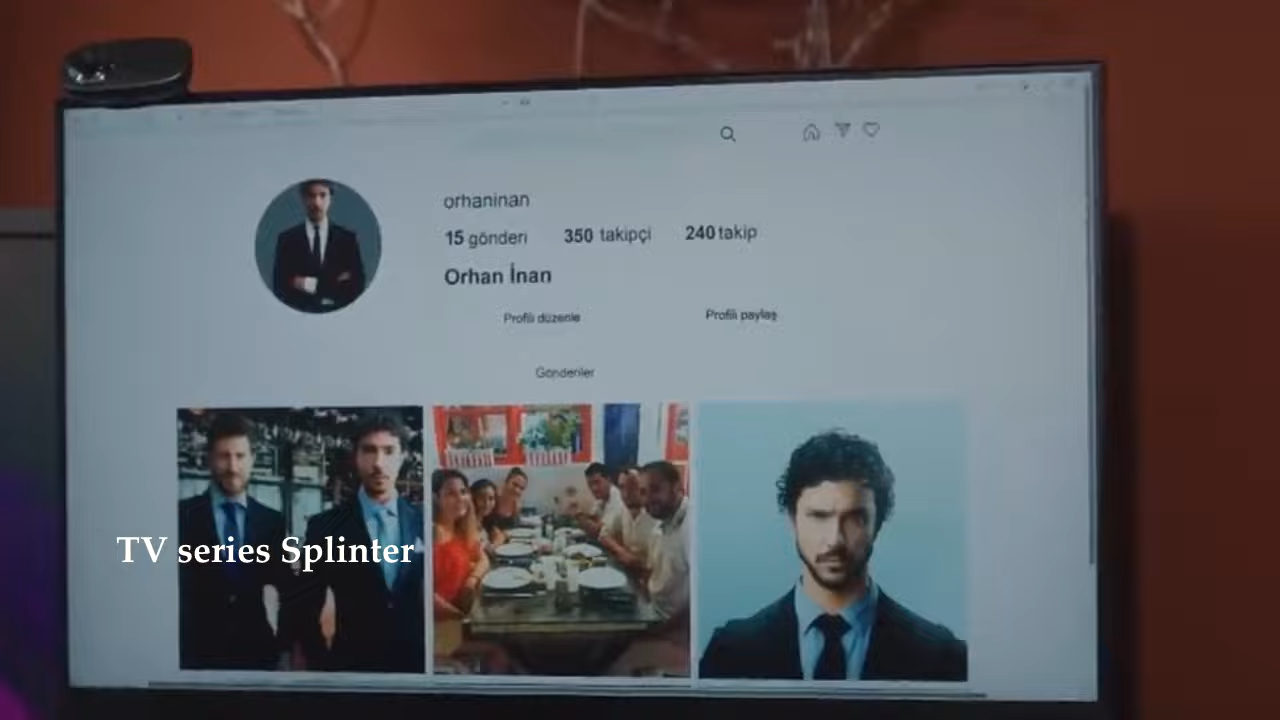 orhaninan
15 gönderi 350 takipçi 240 takip
Orhan İnan
Profili düzenle Profili paylaş
Gönderiler
TV series Splinter